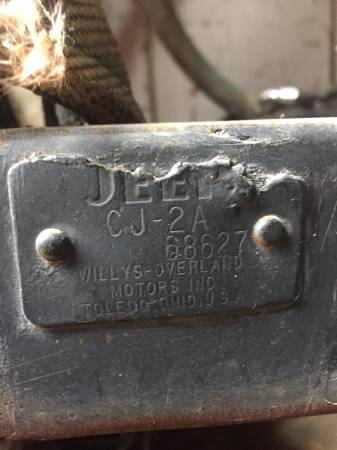 JEEP
CJ-2A
68627
WILLYS-OVERLAND
MOTORS INC.
TOLEDO, OHIO, U.S.A.